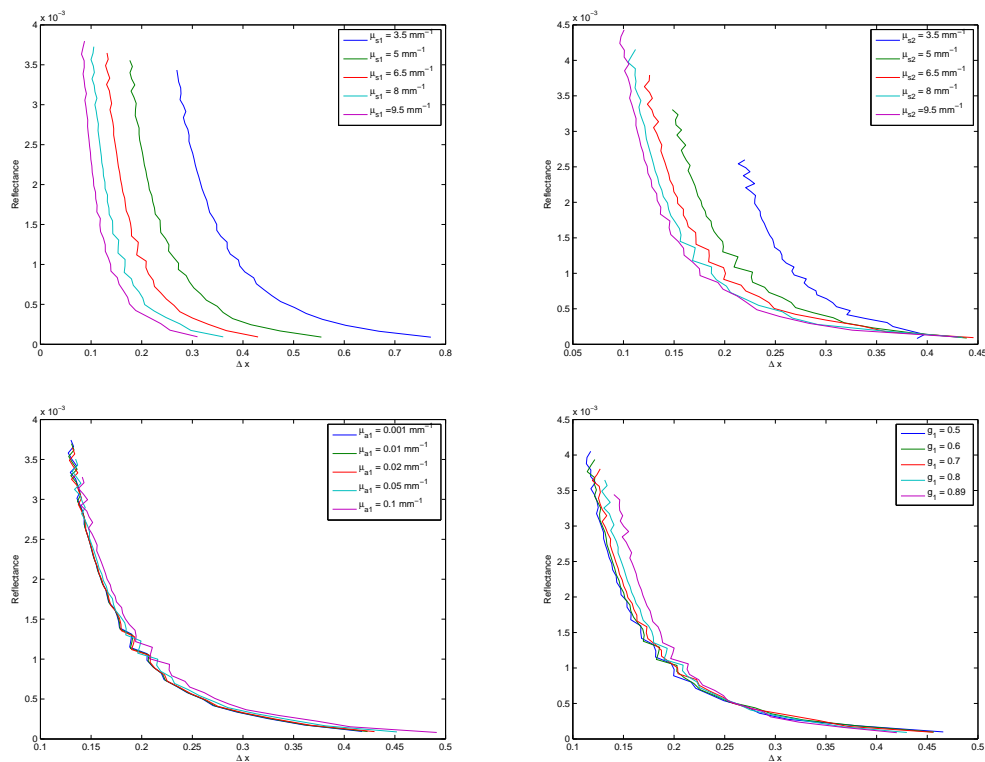 x 10⁻³
4
3.5
3
2.5
2
1.5
1
0.5
0
Reflectance
0 0.1 0.2 0.3 0.4 0.5 0.6 0.7 0.8
Δ x
μs1 = 3.5 mm⁻¹
μs1 = 5 mm⁻¹
μs1 = 6.5 mm⁻¹
μs1 = 8 mm⁻¹
μs1 =9.5 mm⁻¹
x 10⁻³
4.5
4
3.5
3
2.5
2
1.5
1
0.5
0
Reflectance
0.05 0.1 0.15 0.2 0.25 0.3 0.35 0.4 0.45
Δ x
μs2 = 3.5 mm⁻¹
μs2 = 5 mm⁻¹
μs2 = 6.5 mm⁻¹
μs2 = 8 mm⁻¹
μs2 = 9.5 mm⁻¹
x 10⁻³
4
3.5
3
2.5
2
1.5
1
0.5
0
Reflectance
0.1 0.15 0.2 0.25 0.3 0.35 0.4 0.45 0.5
Δ x
μa1 = 0.001 mm⁻¹
μa1 = 0.01 mm⁻¹
μa1 = 0.02 mm⁻¹
μa1 = 0.05 mm⁻¹
μa1 = 0.1 mm⁻¹
x 10⁻³
4.5
4
3.5
3
2.5
2
1.5
1
0.5
0
Reflectance
0.1 0.15 0.2 0.25 0.3 0.35 0.4 0.45 0.5
Δ x
g1 = 0.5
g1 = 0.6
g1 = 0.7
g1 = 0.8
g1 = 0.89